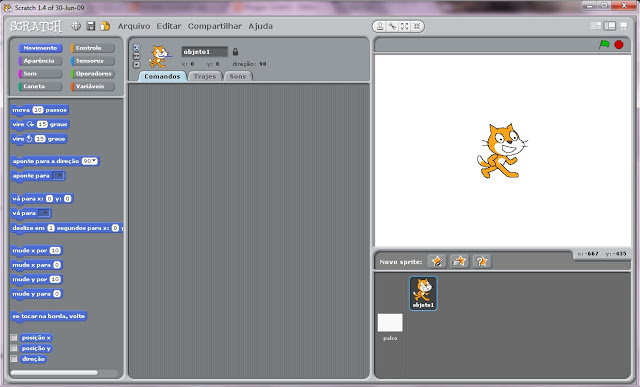 Scratch 1.4 of 30-Jun-09
SCRATCH Arquivo Editar Compartilhar Ajuda
Movimento Controle
Aparência Sensores
Som Operadores
Caneta Variáveis
objeto1
x: 0 y: 0 direção: 90
Comandos Trajes Sons
mova 10 passos
vire 15 graus
vire 15 graus
aponte para a direção 90
aponte para
vá para x: 0 y: 0
vá para
deslize em 1 segundos para x: 0 y
mude x por 10
mude x para 0
mude y por 10
mude y para 0
se tocar na borda, volte
posição x
posição y
direção
x: -667 y: -435
Novo sprite:
objeto1
palco